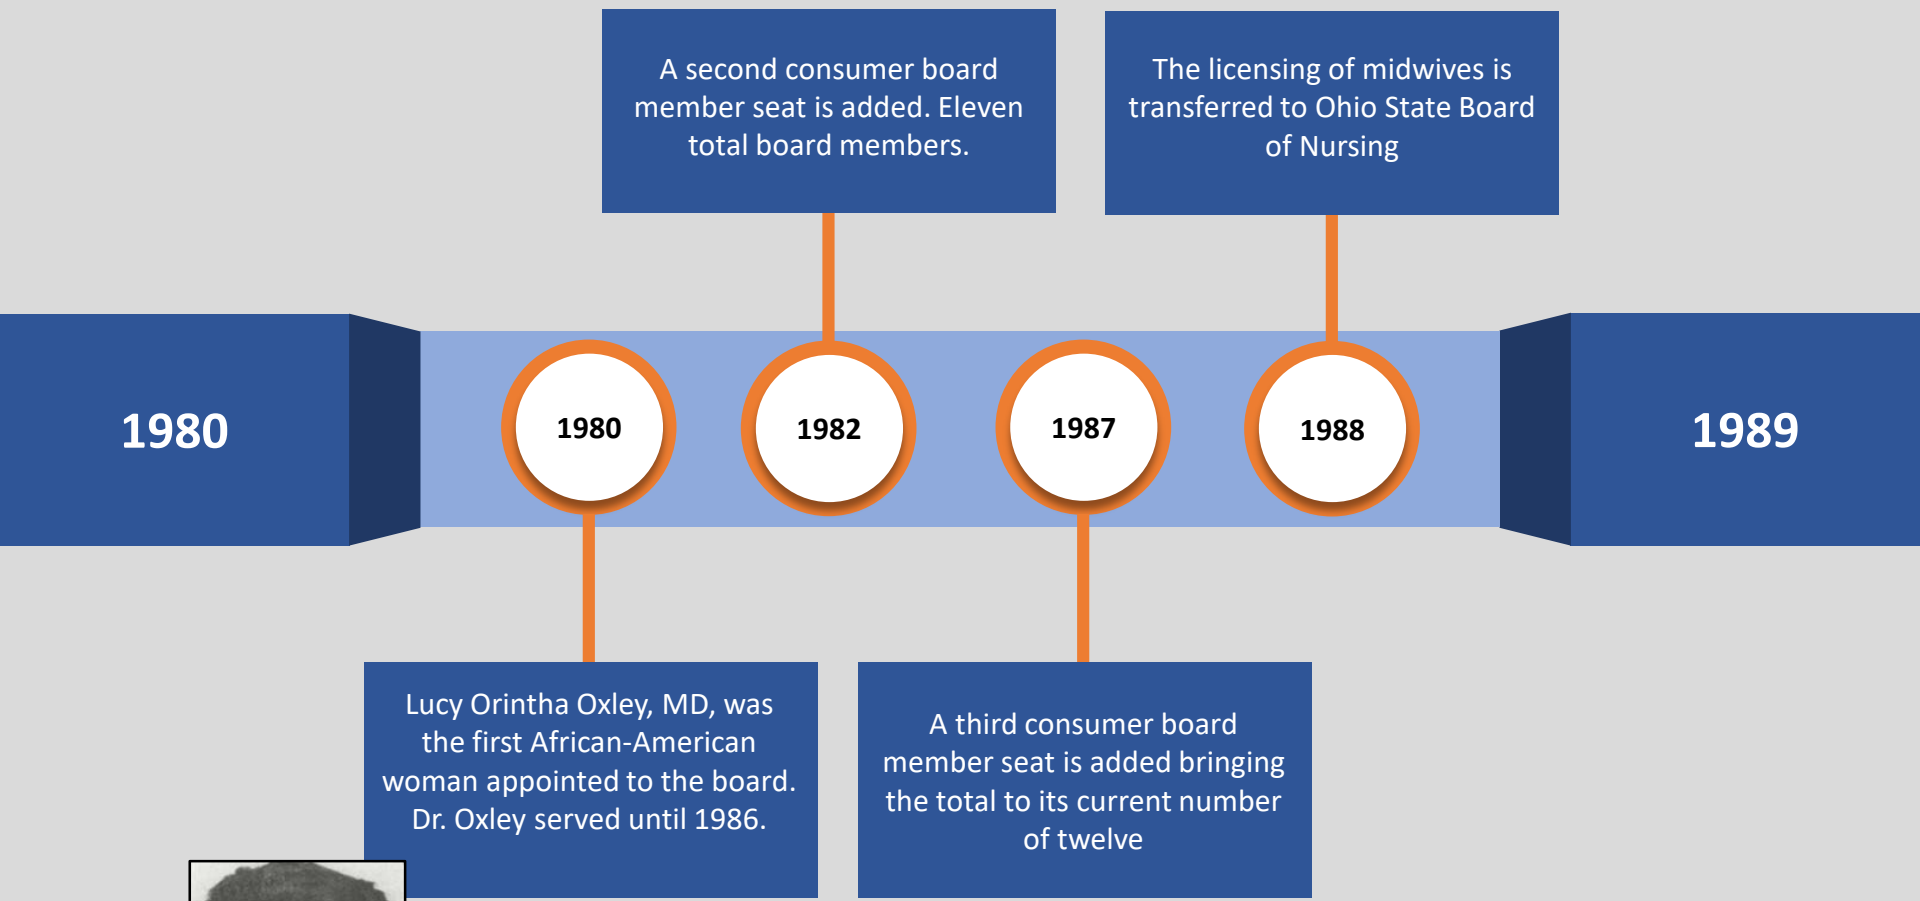 A second consumer board
member seat is added. Eleven
total board members.
The licensing of midwives is
transferred to Ohio State Board
of Nursing
1980
1980
1982
1987
1988
1989
Lucy Orintha Oxley, MD, was
the first African-American
woman appointed to the board.
Dr. Oxley served until 1986.
A third consumer board
member seat is added bringing
the total to its current number
of twelve